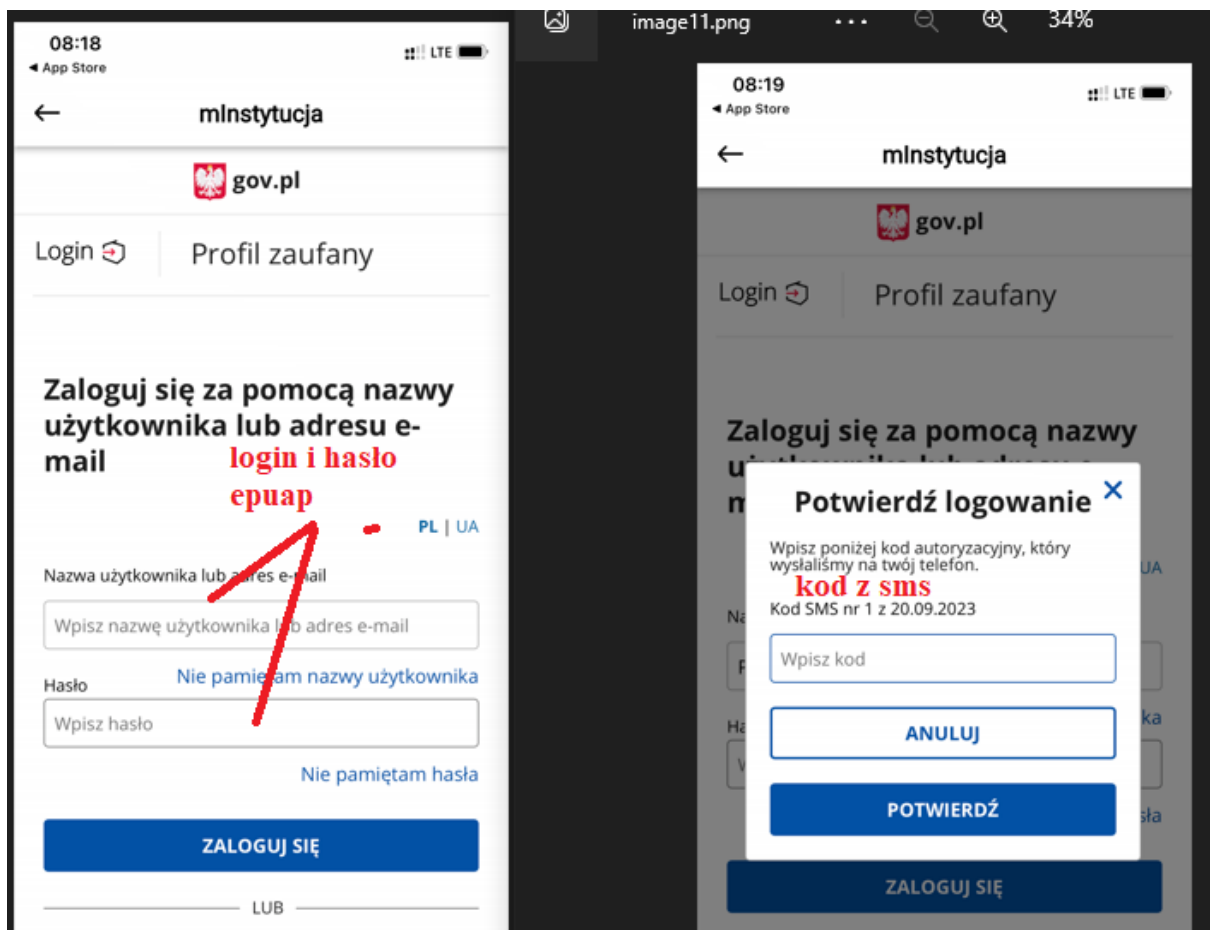 08:18
LTE
App Store
mInstytucja
gov.pl
Login
Profil zaufany
Zaloguj się za pomocą nazwy
użytkownika lub adresu e-
mail
login i hasło
epuap
PL | UA
Nazwa użytkownika lub adres e-mail
Wpisz nazwę użytkownika lub adres e-mail
Nie pamiętam nazwy użytkownika
Hasło
Wpisz hasło
Nie pamiętam hasła
ZALOGUJ SIĘ
LUB
image11.png
34%
08:19
LTE
App Store
mInstytucja
gov.pl
Login
Profil zaufany
Zaloguj się za pomocą nazwy
Potwierdź logowanie
Wpisz poniżej kod autoryzacyjny, który
wysłaliśmy na twój telefon.
UA
kod z sms
Kod SMS nr 1 z 20.09.2023
Wpisz kod
ANULUJ
POTWIERDŹ
ZALOGUJ SIĘ